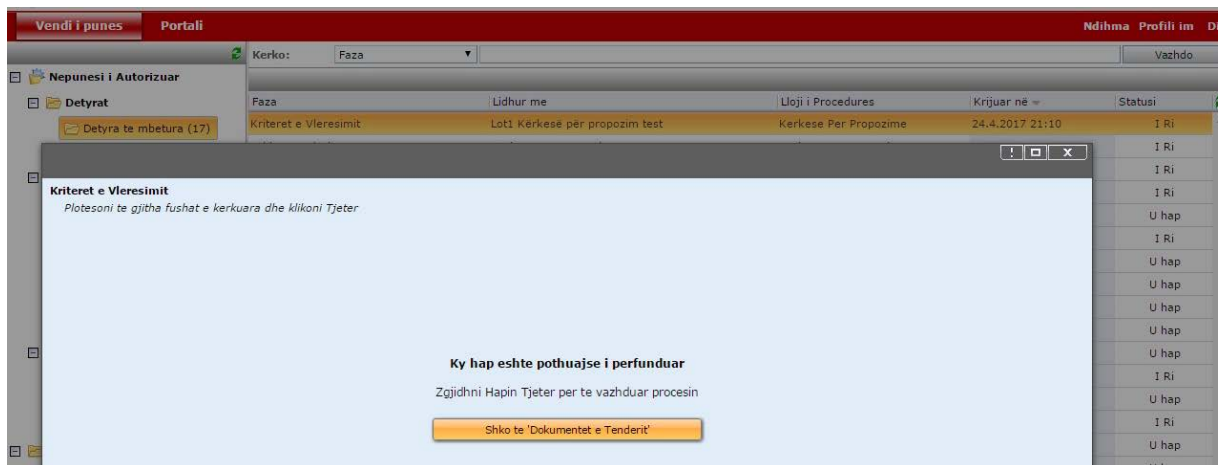 Vendi i punes Portali Ndihma Profili im
Kerko: Faza Vazhdo
Nepunesi i Autorizuar
Detyrat Faza Lidhur me Lloji i Procedures Krijuar në Statusi
Detyra te mbetura (17) Kriteret e Vleresimit Lot1 Kërkesë për propozim test Kerkese Per Propozime 24.4.2017 21:10 I Ri
I Ri
I Ri
Kriteret e Vleresimit I Ri
Plotesoni te gjitha fushat e kerkuara dhe klikoni Tjeter
U hap
I Ri
U hap
U hap
U hap
U hap
U hap
Ky hap eshte pothuajse i perfunduar
I Ri
Zgjidhni Hapin Tjeter per te vazhduar procesin
U hap
I Ri
Shko te 'Dokumentet e Tenderit'
U hap